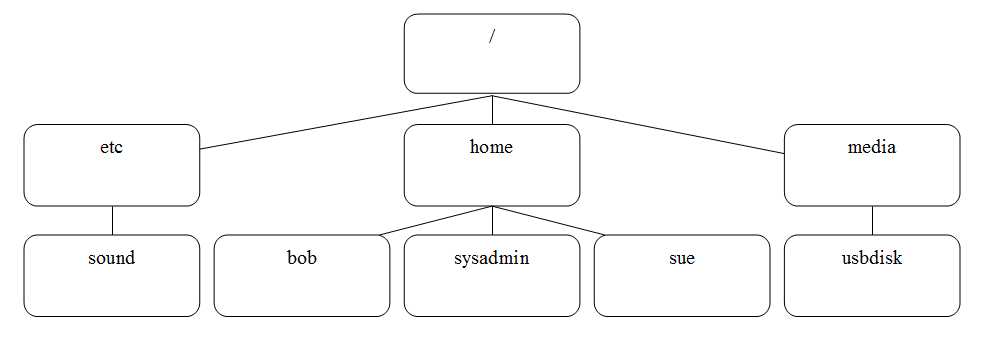 /
etc
home
media
sound
bob
sysadmin
sue
usbdisk